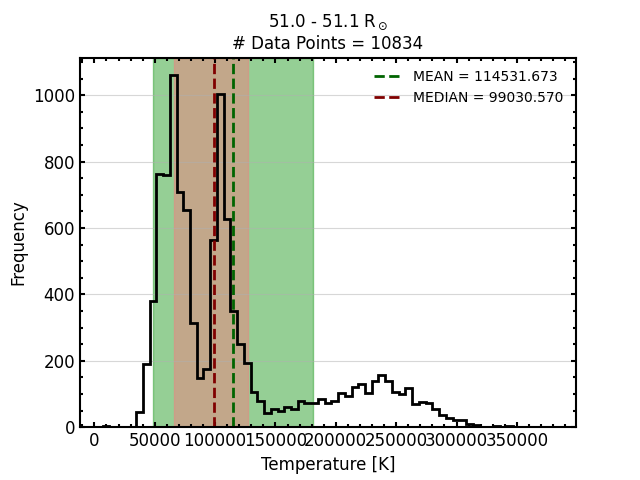 51.0 - 51.1 R⊙
# Data Points = 10834
MEAN = 114531.673
MEDIAN = 99030.570
Frequency
1000
800
600
400
200
0
0 50000 100000 150000 200000 250000 300000 350000
Temperature [K]